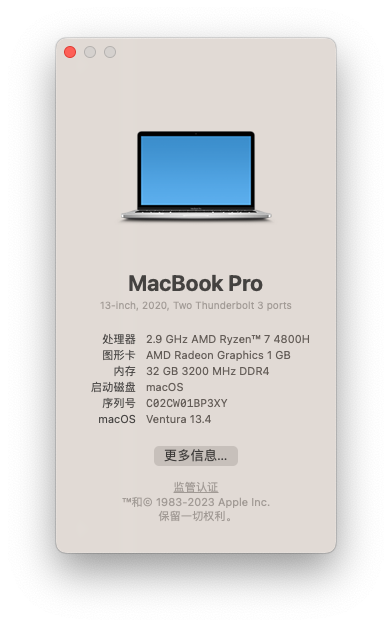 MacBook Pro
13-inch, 2020, Two Thunderbolt 3 ports
处理器 2.9 GHz AMD Ryzen™ 7 4800H
图形卡 AMD Radeon Graphics 1 GB
内存 32 GB 3200 MHz DDR4
启动磁盘 macOS
序列号 C02CW01BP3XY
macOS Ventura 13.4
更多信息...
监管认证
™和© 1983-2023 Apple Inc.
保留一切权利。